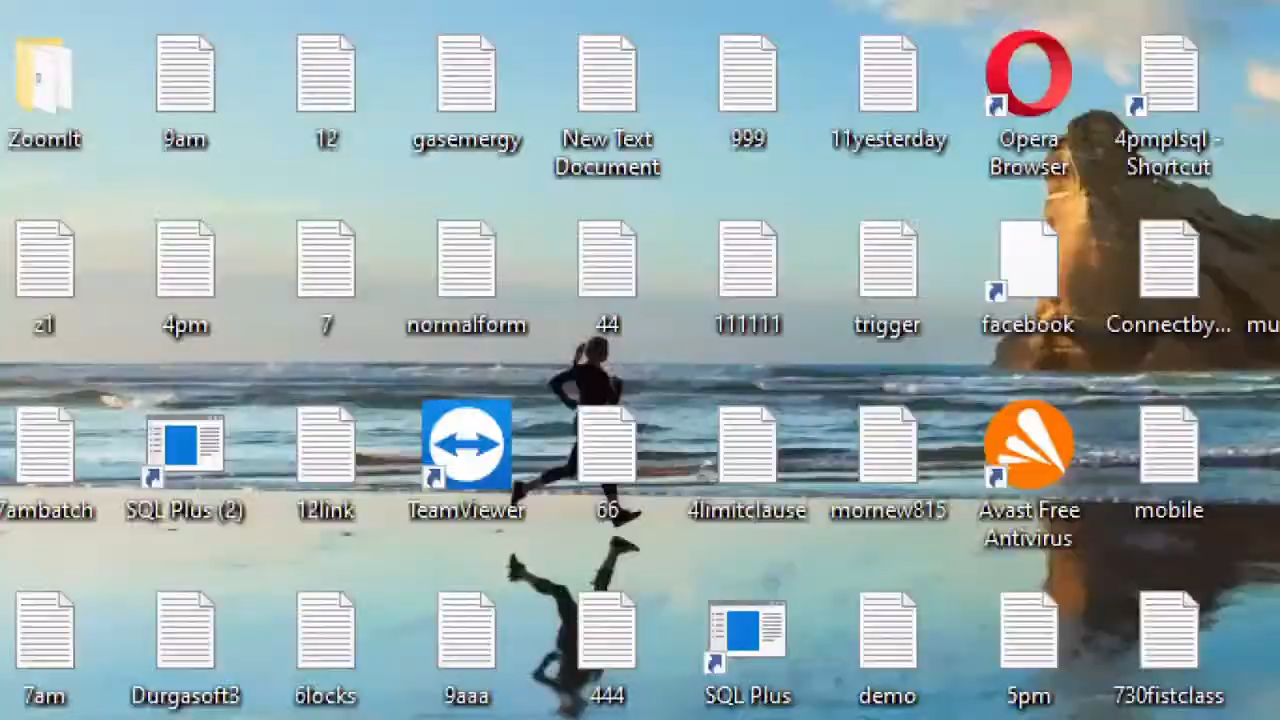 ZoomIt
9am
12
gasemergy
New Text
Document
999
11yesterday
Opera
Browser
4pmplsql -
Shortcut
z1
4pm
7
normalform
44
111111
trigger
facebook
Connectby...
mu
7ambatch
SQL Plus (2)
12link
TeamViewer
66
4limitclause
mornew815
Avast Free
Antivirus
mobile
7am
Durgasoft3
6locks
9aaa
444
SQL Plus
demo
5pm
730fistclass